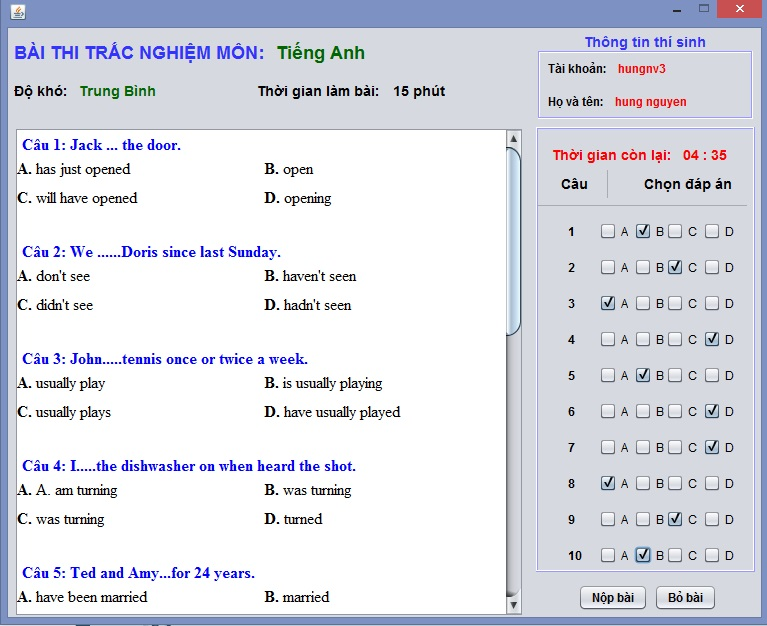 BÀI THI TRẮC NGHIỆM MÔN: Tiếng Anh
Độ khó: Trung Bình Thời gian làm bài: 15 phút
Câu 1: Jack ... the door.
A. has just opened B. open
C. will have opened D. opening
Câu 2: We ......Doris since last Sunday.
A. don't see B. haven't seen
C. didn't see D. hadn't seen
Câu 3: John.....tennis once or twice a week.
A. usually play B. is usually playing
C. usually plays D. have usually played
Câu 4: I.....the dishwasher on when heard the shot.
A. A. am turning B. was turning
C. was turning D. turned
Câu 5: Ted and Amy...for 24 years.
A. have been married B. married
Thông tin thí sinh
Tài khoản: hungnv3
Họ và tên: hung nguyen
Thời gian còn lại: 04 : 35
Câu Chọn đáp án
1 A B C D
2 A B C D
3 A B C D
4 A B C D
5 A B C D
6 A B C D
7 A B C D
8 A B C D
9 A B C D
10 A B C D
Nộp bài Bỏ bài